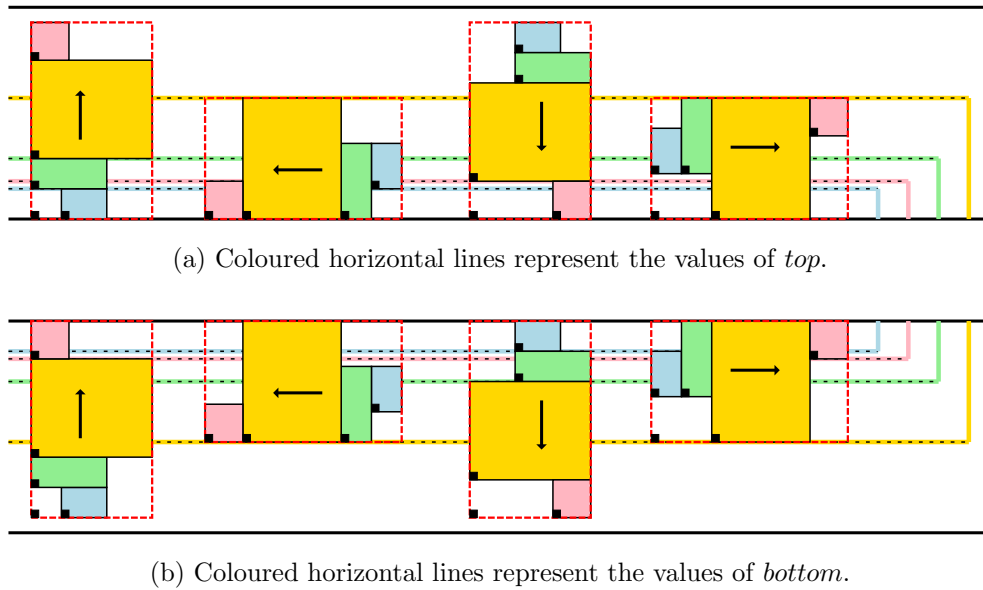 (a) Coloured horizontal lines represent the values of top.
(b) Coloured horizontal lines represent the values of bottom.